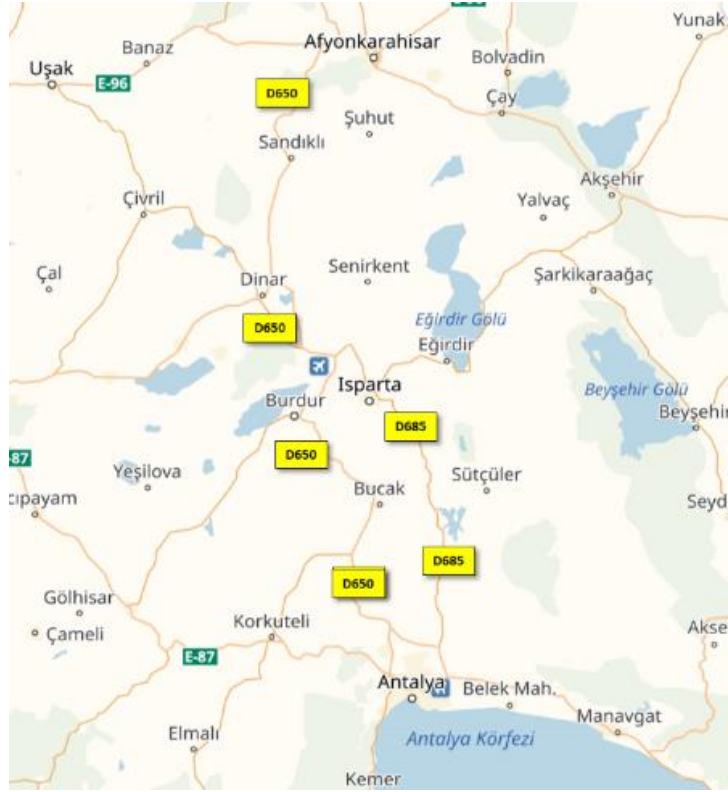 Yunak
Afyonkarahisar
Banaz
Bolvadin
Uşak
E-96
D650
Çay
Şuhut
Sandıklı
Akşehir
Çivril
Yalvaç
Çal
Dinar
Senirkent
Şarkikaraağaç
Eğirdir Gölü
D650
Eğirdir
Isparta
Beyşehir Gölü
Burdur
Beyşehir
D685
D650
-87
Yeşilova
Sütçüler
Bucak
cıpayam
Seyd
D685
D650
Gölhisar
Korkuteli
Çameli
Akse
E-87
Antalya
Belek Mah.
Manavgat
Elmalı
Antalya Körfezi
Kemer